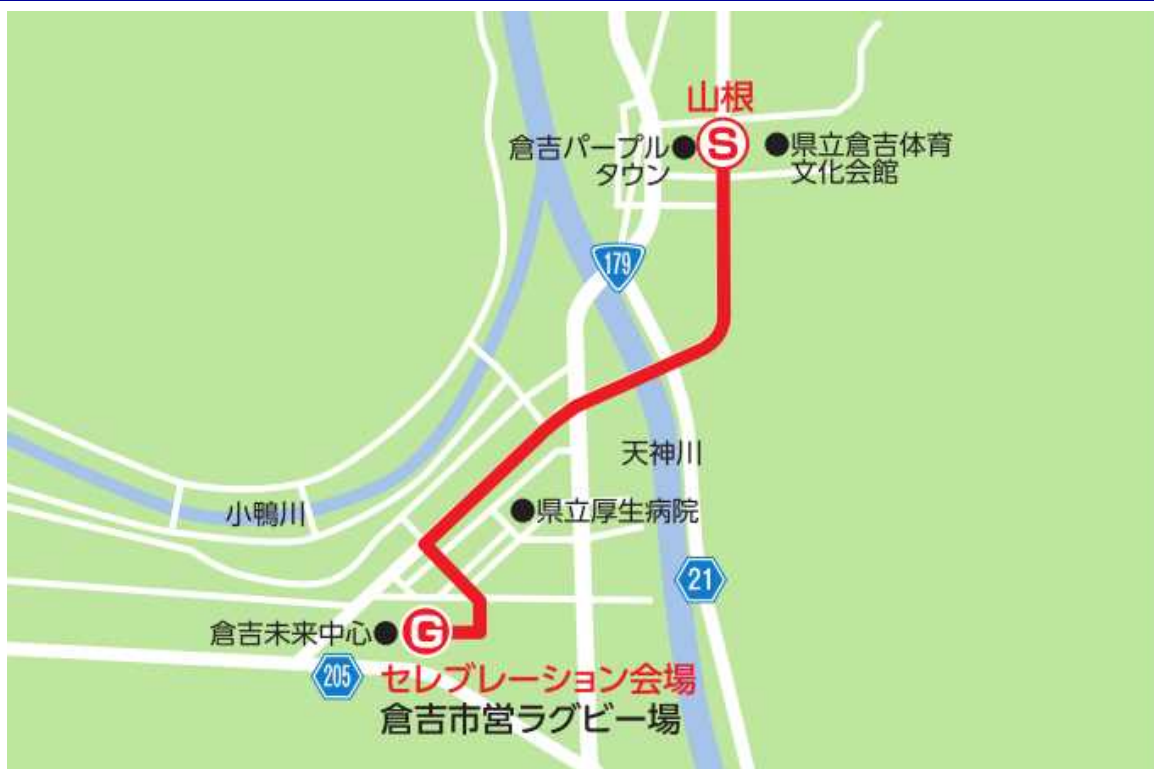 山根
S
倉吉パープル
タウン
県立倉吉体育
文化会館
179
天神川
小鴨川
県立厚生病院
21
倉吉未来中心
G
205
セレブレーション会場
倉吉市営ラグビー場